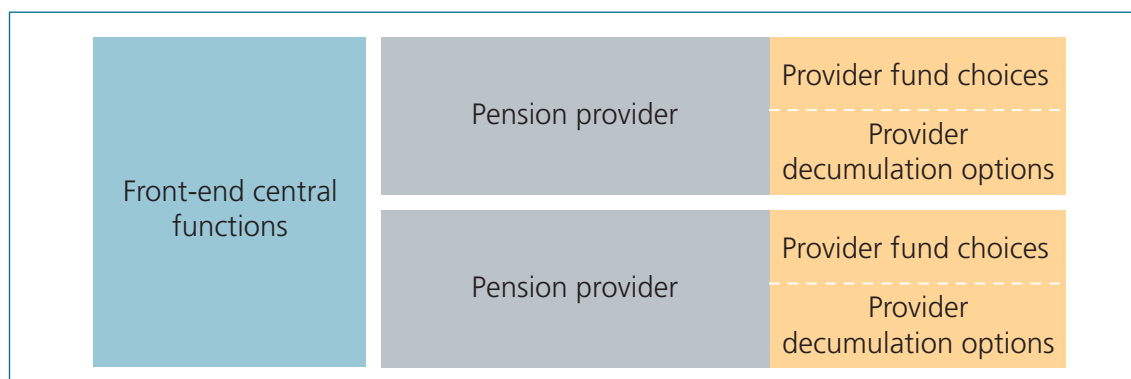 Front-end central
functions
Pension provider
Provider fund choices
Provider
decumulation options
Pension provider
Provider fund choices
Provider
decumulation options